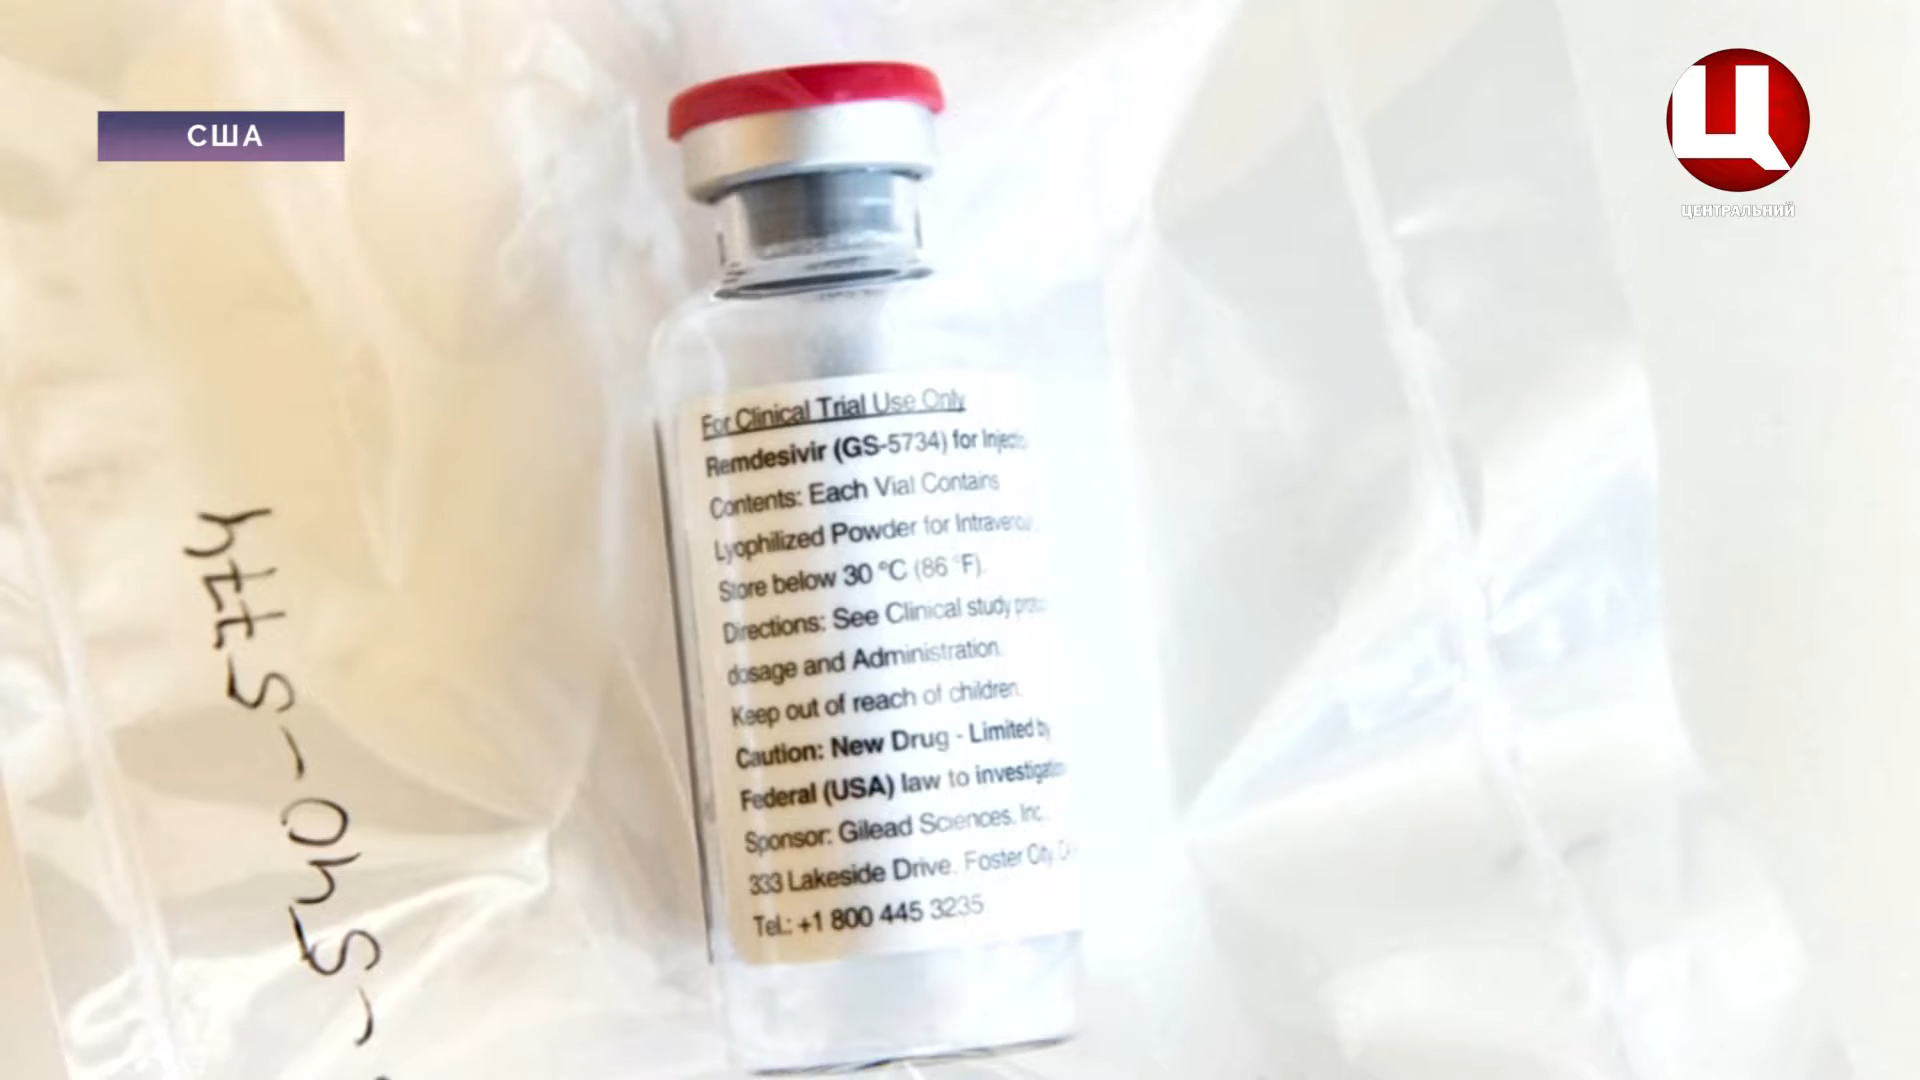 США
Ц
ЦЕНТРАЛЬНИЙ
For Clinical Trial Use Only
Remdesivir (GS-5734) for
Contents: Each Vial Contains
Lyophilized Powder for
Store below 30 °C (86 °F).
Directions: See Clinical study
dosage and Administration.
Keep out of reach of children.
Caution: New Drug - Limited by
Federal (USA) law to
Sponsor: Gilead Sciences, Inc.
333 Lakeside Drive, Foster City,
Tel.: +1 800 445 3235